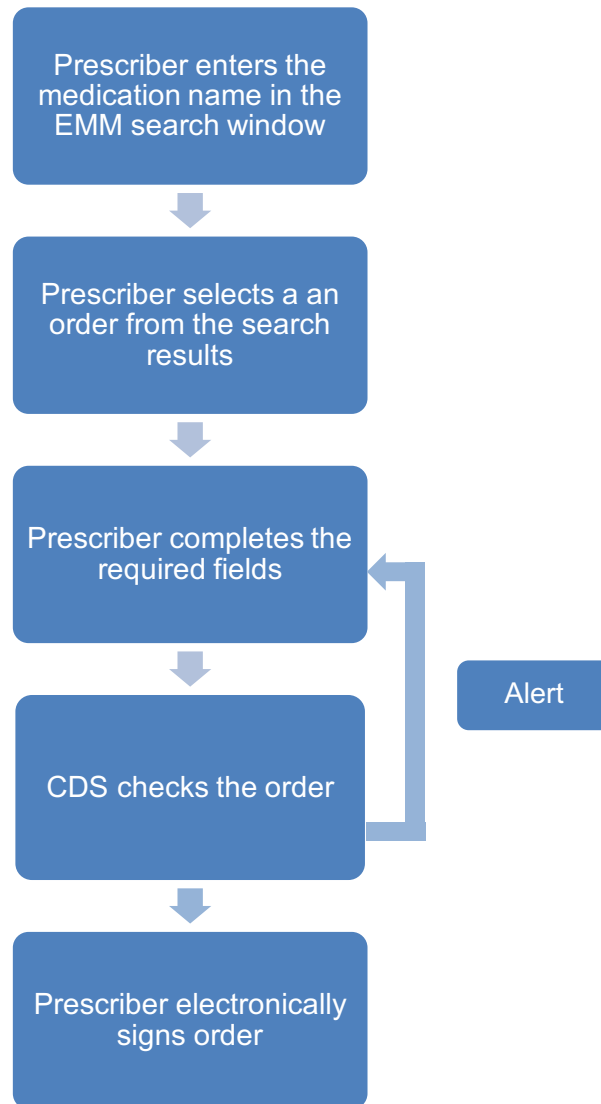 Prescriber enters the
medication name in the
EMM search window
Prescriber selects a an
order from the search
results
Prescriber completes the
required fields
Alert
CDS checks the order
Prescriber electronically
signs order